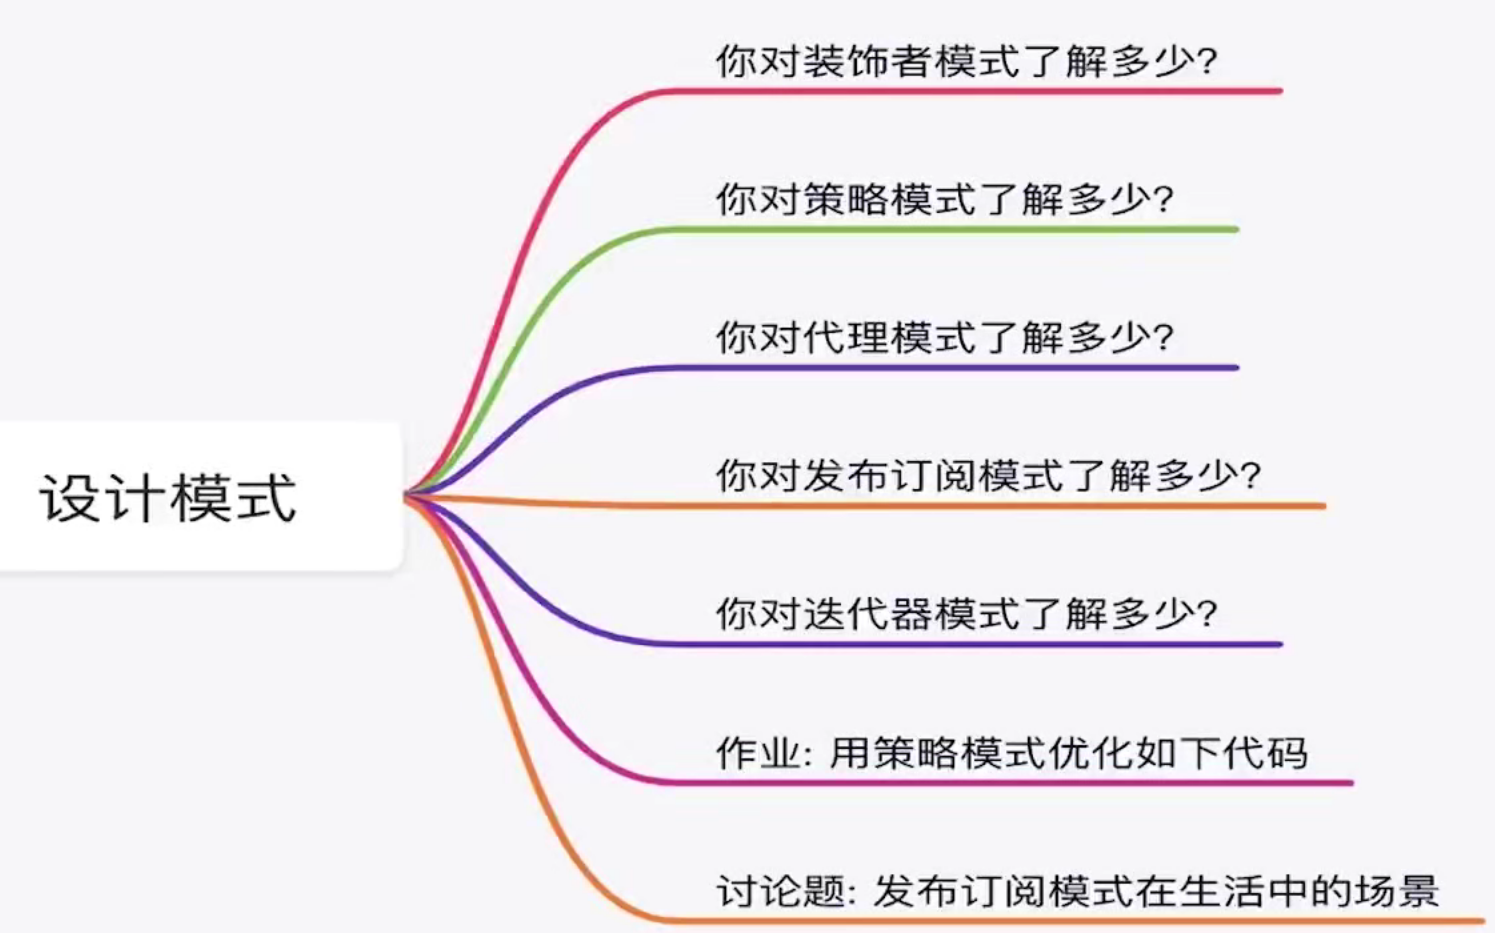 你对装饰者模式了解多少?
你对策略模式了解多少?
你对代理模式了解多少?
设计模式
你对发布订阅模式了解多少?
你对迭代器模式了解多少?
作业: 用策略模式优化如下代码
讨论题: 发布订阅模式在生活中的场景